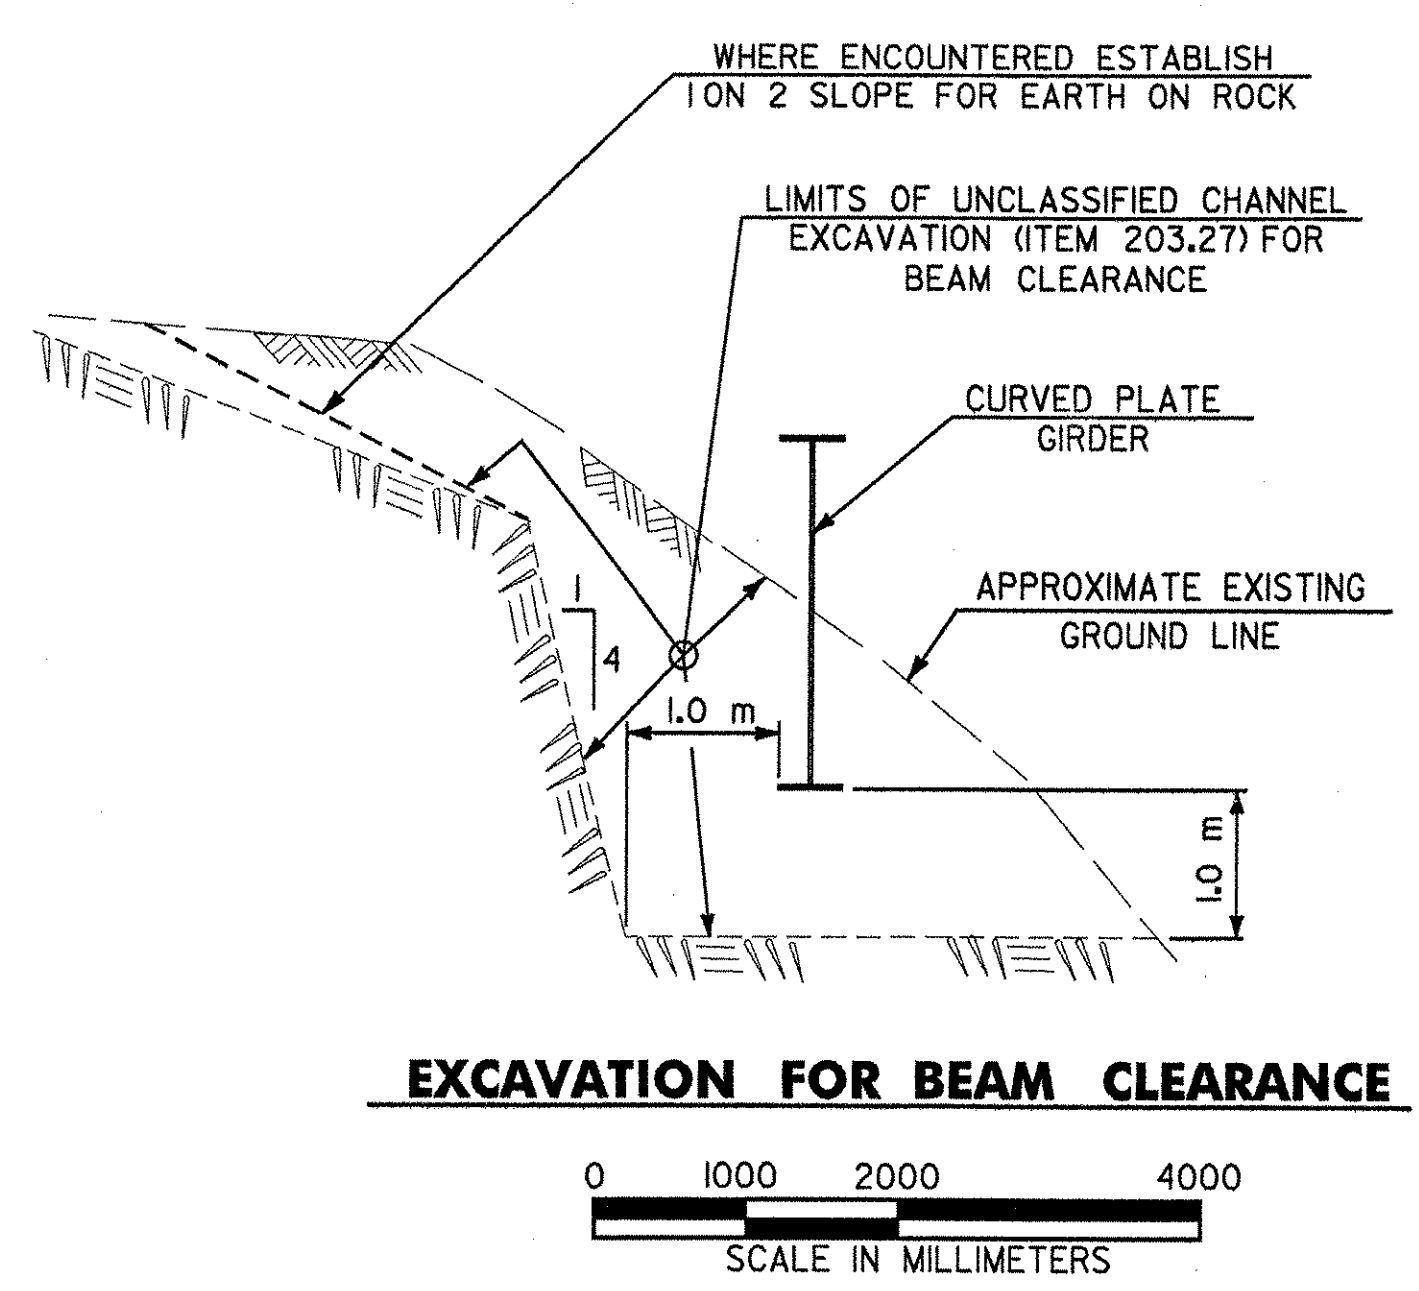 WHERE ENCOUNTERED ESTABLISH
1 ON 2 SLOPE FOR EARTH ON ROCK
LIMITS OF UNCLASSIFIED CHANNEL
EXCAVATION (ITEM 203.27) FOR
BEAM CLEARANCE
CURVED PLATE
GIRDER
APPROXIMATE EXISTING
GROUND LINE
1
4
1.0 m
1.0 m
EXCAVATION FOR BEAM CLEARANCE
0 1000 2000 4000
SCALE IN MILLIMETERS